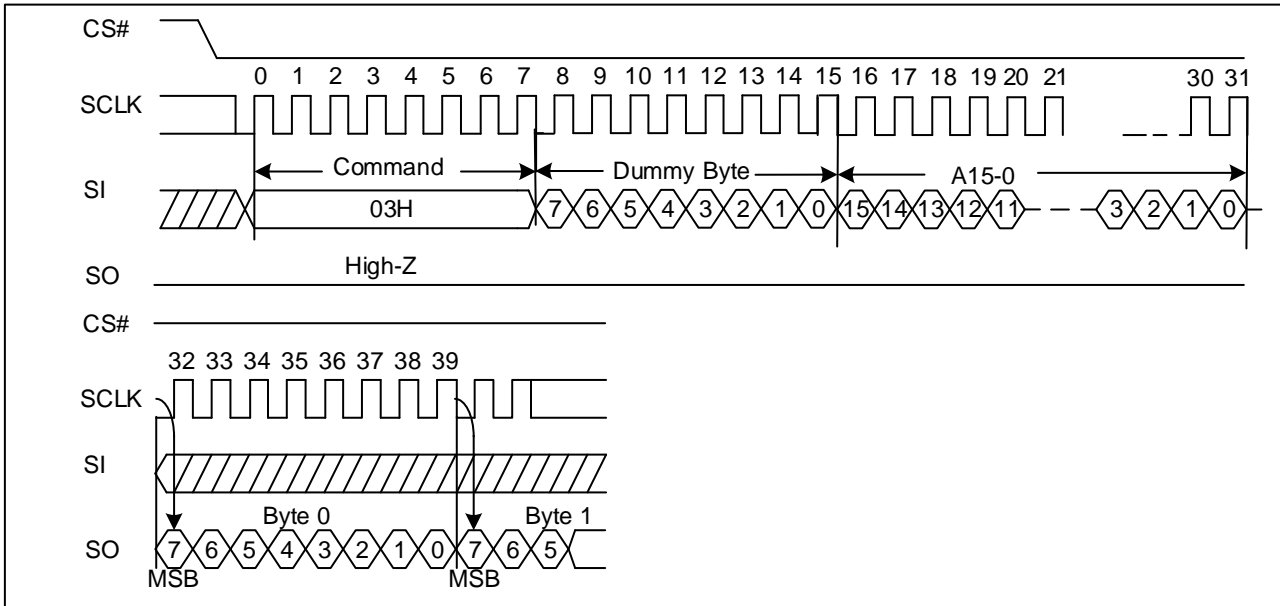 CS#
0 1 2 3 4 5 6 7 8 9 10 11 12 13 14 15 16 17 18 19 20 21 30 31
SCLK
Command Dummy Byte A15-0
SI
03H 7 6 5 4 3 2 1 0 15 14 13 12 11 3 2 1 0
High-Z
SO
CS#
32 33 34 35 36 37 38 39
SCLK
SI
Byte 0 Byte 1
SO 7 6 5 4 3 2 1 0 7 6 5
MSB MSB